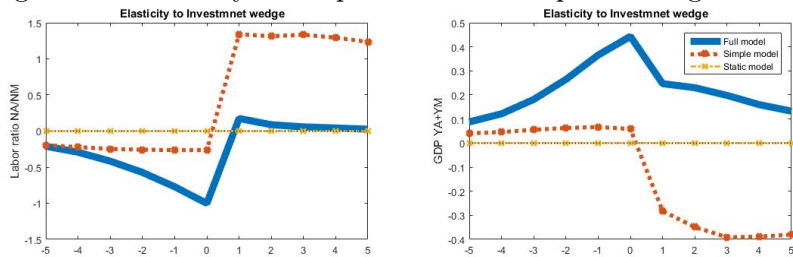 Elasticity to Investmnet wedge
Labor ratio NA/NM
1.5
1
0.5
0
-0.5
-1
-1.5
-5 -4 -3 -2 -1 0 1 2 3 4 5
Elasticity to Investmnet wedge
GDP YA+YM
0.5
0.4
0.3
0.2
0.1
0
-0.1
-0.2
-0.3
-0.4
-5 -4 -3 -2 -1 0 1 2 3 4 5
Full model
Simple model
Static model